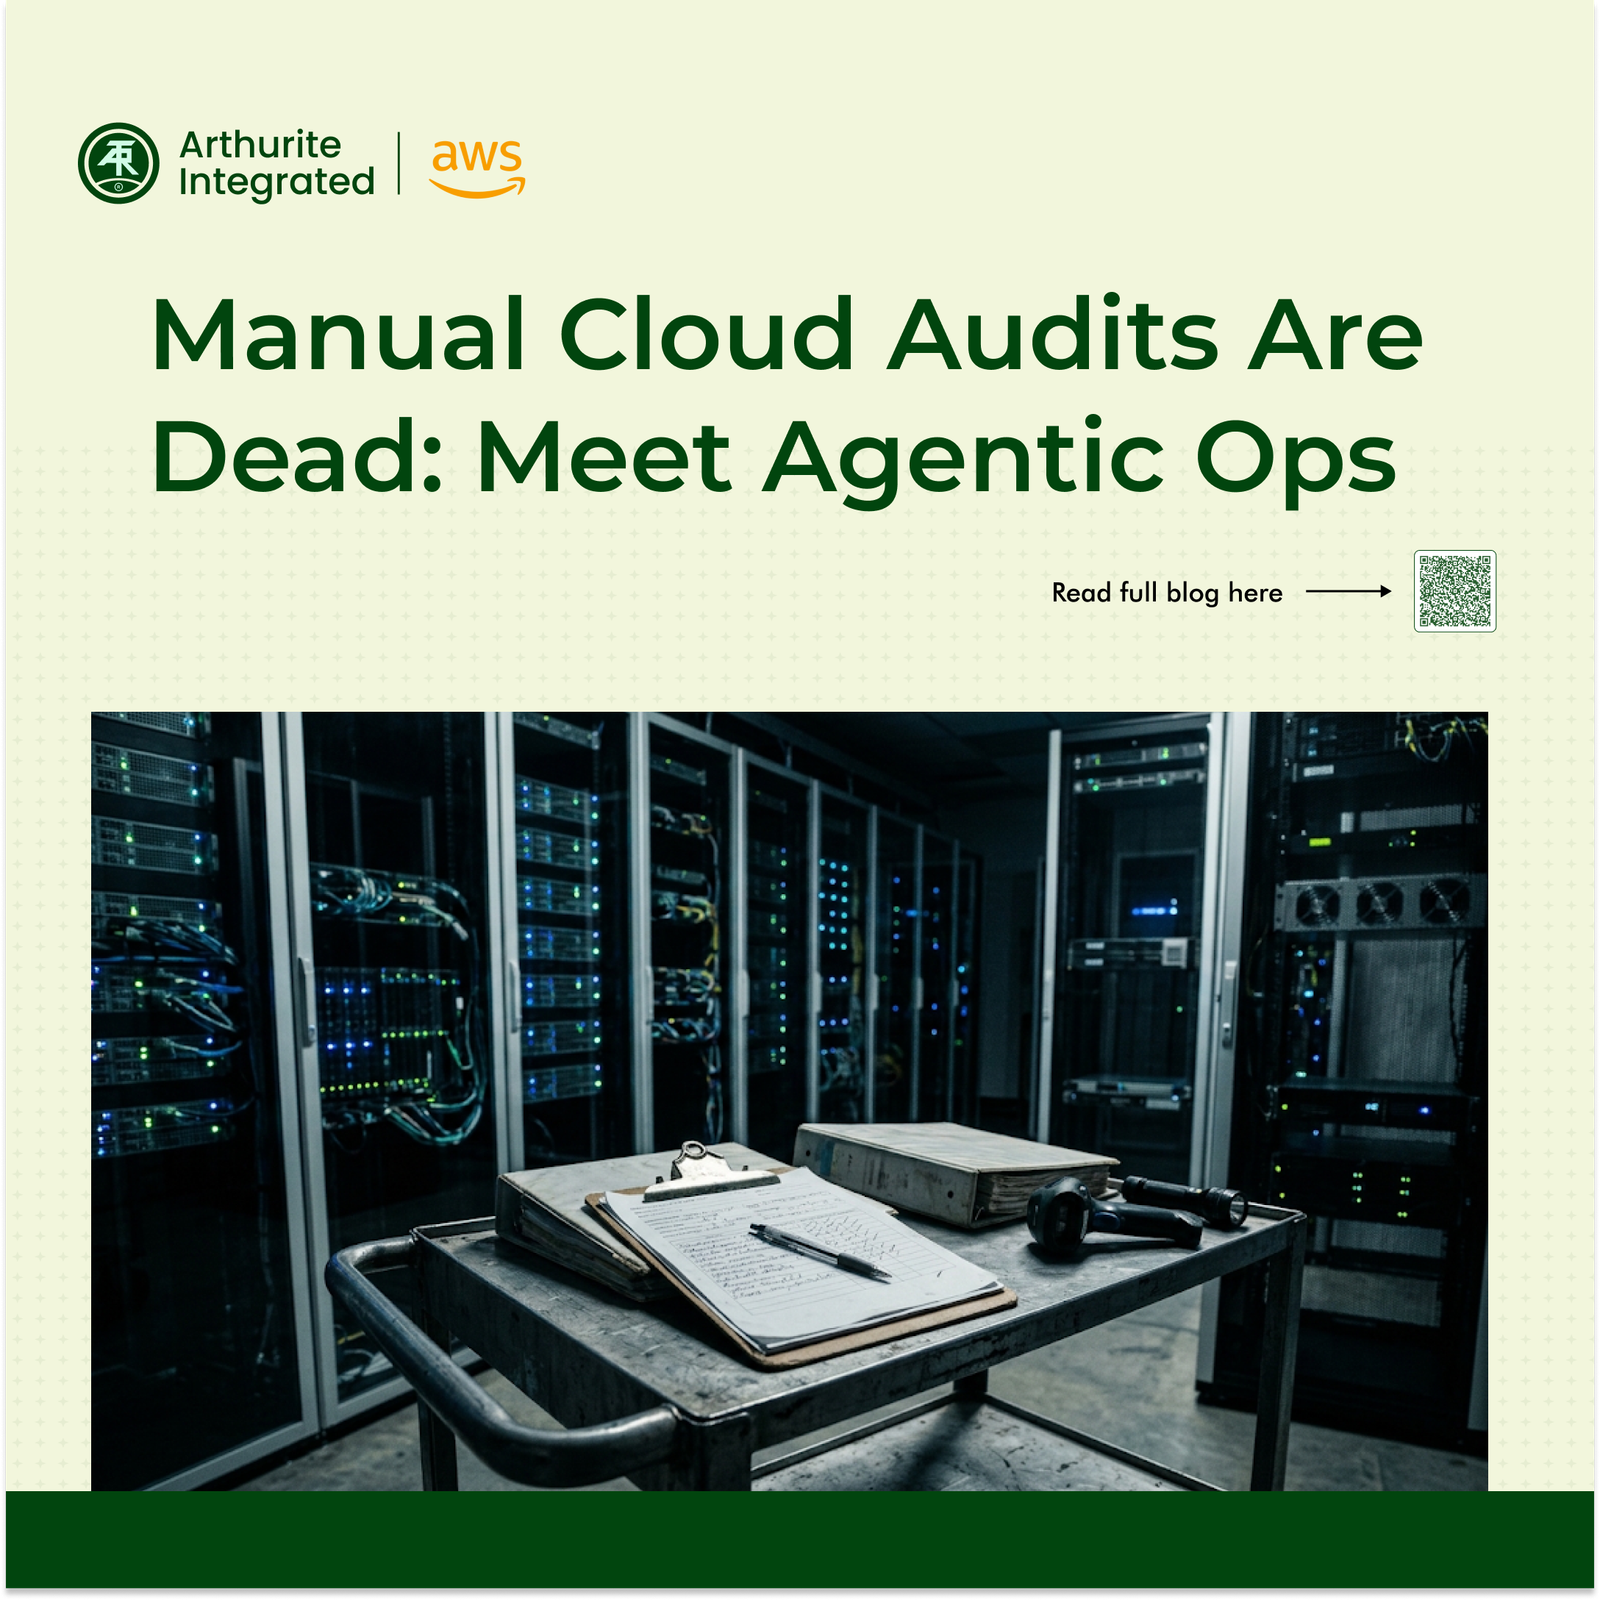 Arthurite
Integrated
aws
Manual Cloud Audits Are
Dead: Meet Agentic Ops
Read full blog here